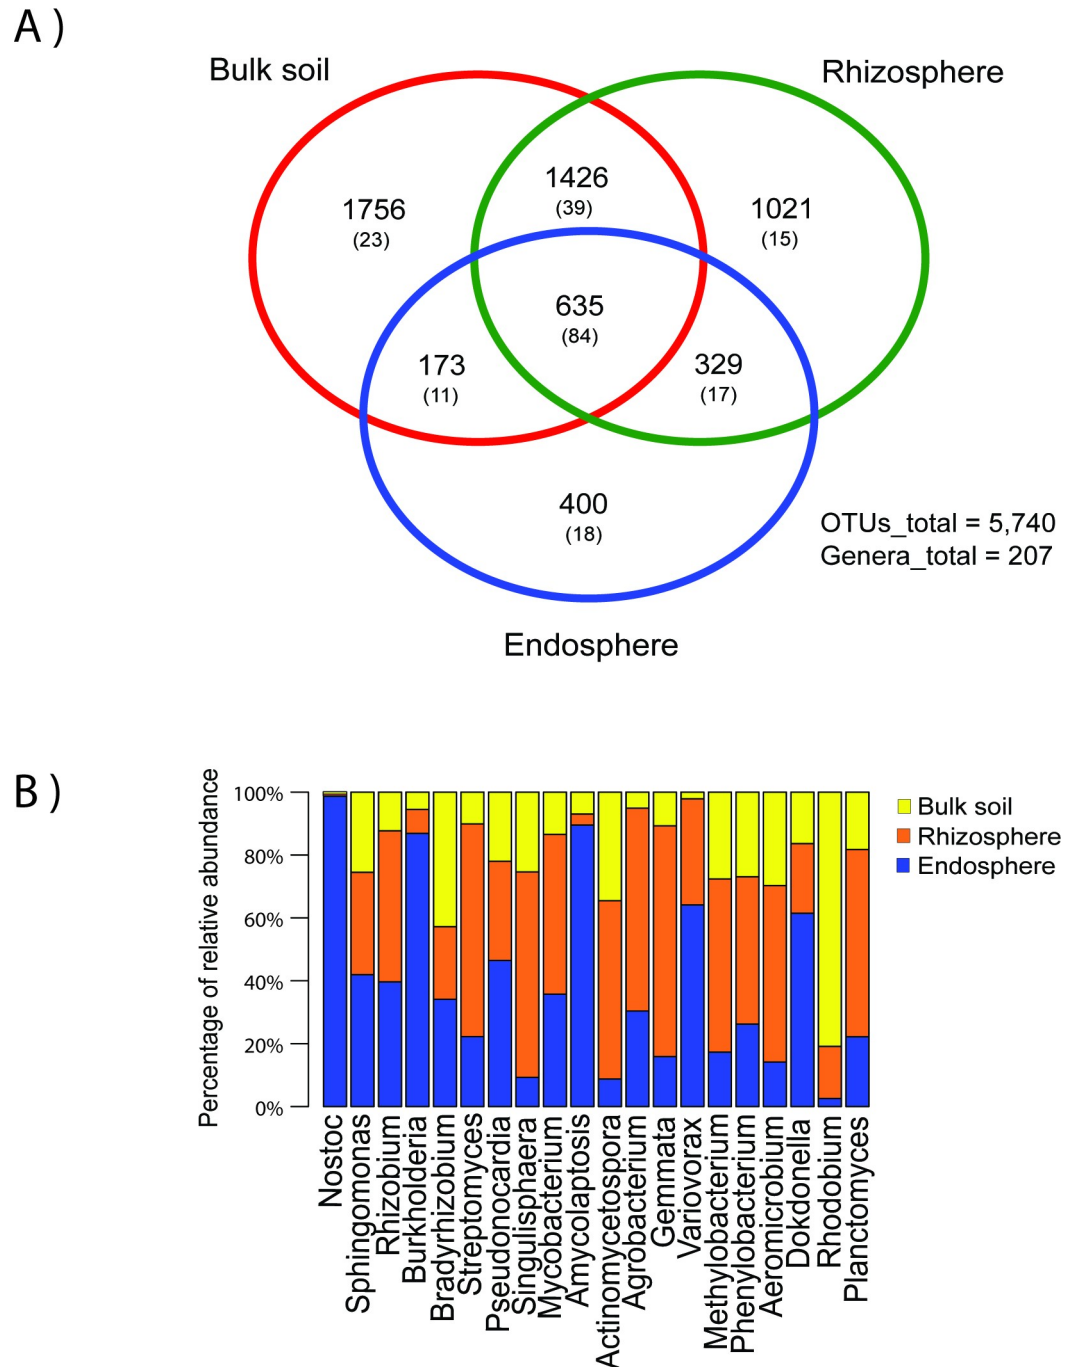 A )
Bulk soil
Rhizosphere
1426
(39)
1756
(23)
1021
(15)
635
(84)
173
(11)
329
(17)
400
(18)
OTUs_total = 5,740
Genera_total = 207
Endosphere
B )
Percentage of relative abundance
100%
80%
60%
40%
20%
0%
Bulk soil
Rhizosphere
Endosphere
Nostoc
Sphingomonas
Rhizobium
Burkholderia
Bradyrhizobium
Streptomyces
Pseudonocardia
Singulisphaera
Mycobacterium
Amycolaptosis
Actinomycetospora
Agrobacterium
Gemmata
Variovorax
Methylobacterium
Phenylobacterium
Aeromicrobium
Dokdonella
Rhodobium
Planctomyces